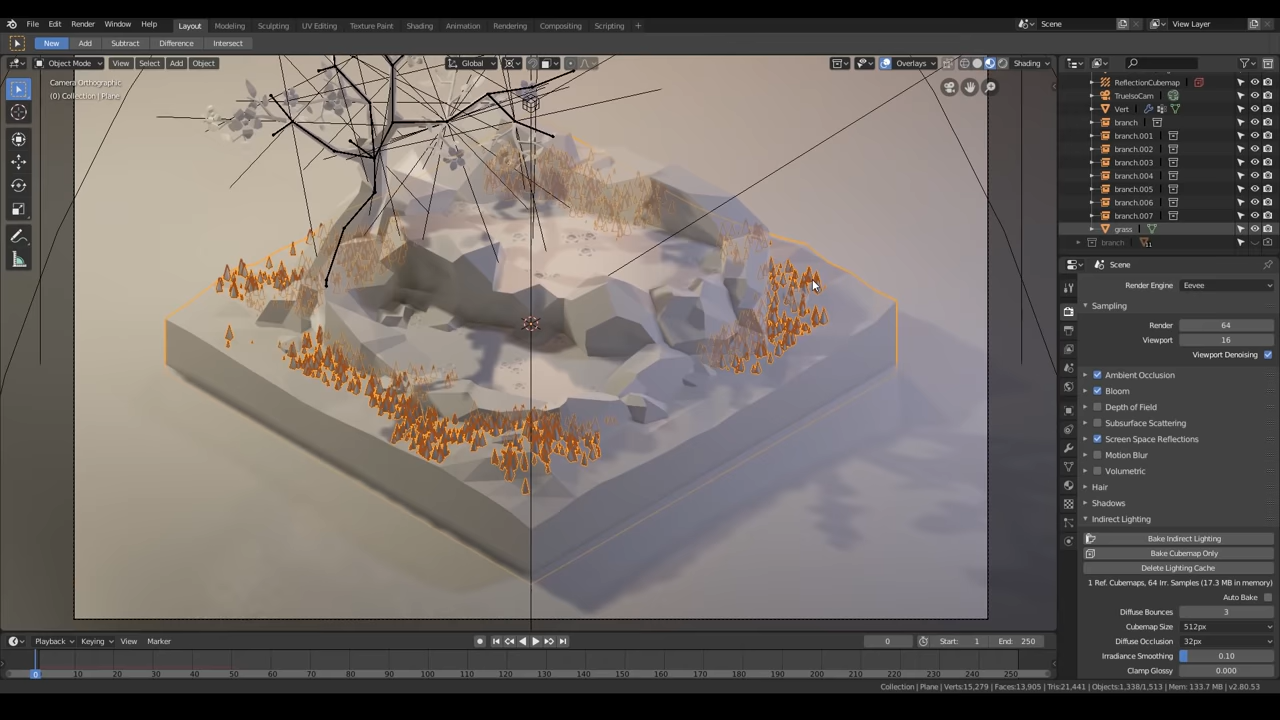 File Edit Render Window Help Layout Modeling Sculpting UV Editing Texture Paint Shading Animation Rendering Compositing Scripting + Scene View Layer
New Add Subtract Difference Intersect
Object Mode View Select Add Object Global Overlays Shading
Camera Orthographic
(0) Collection | Plane
ReflectionCubemap
TrueIsoCam
Vert
branch
branch.001
branch.002
branch.003
branch.004
branch.005
branch.006
branch.007
grass
branch 11
Scene
Render Engine Eevee
Sampling
Render 64
Viewport 16
Viewport Denoising
Ambient Occlusion
Bloom
Depth of Field
Subsurface Scattering
Screen Space Reflections
Motion Blur
Volumetric
Hair
Shadows
Indirect Lighting
Bake Indirect Lighting
Bake Cubemap Only
Delete Lighting Cache
1 Ref. Cubemaps, 64 Irr. Samples (17.3 MB in memory)
Auto Bake
Diffuse Bounces 3
Cubemap Size 512px
Diffuse Occlusion 32px
Irradiance Smoothing 0.10
Clamp Glossy 0.000
Playback Keying View Marker 0 Start: 1 End: 250
0 10 20 30 40 50 60 70 80 90 100 110 120 130 140 150 160 170 180 190 200 210 220 230 240 250
Collection | Plane | Verts:15,279 | Faces:13,905 | Tris:21,441 | Objects:1,338/1,513 | Mem: 133.7 MB | v2.80.53